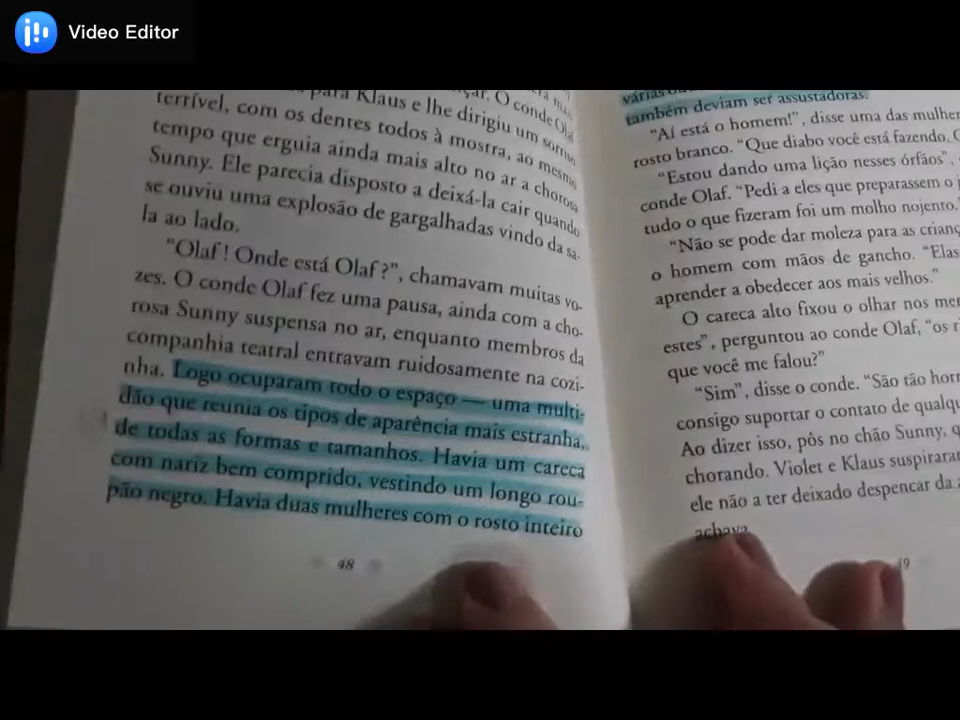 Video Editor
para Klaus e lhe dirigiu um sorriso
terrível, com os dentes todos à mostra, ao mesmo
tempo que erguia ainda mais alto no ar a chorosa
Sunny. Ele parecia disposto a deixá-la cair quando
se ouviu uma explosão de gargalhadas vindo da sa-
la ao lado.
"Olaf! Onde está Olaf?", chamavam muitas vo-
zes. O conde Olaf fez uma pausa, ainda com a cho-
rosa Sunny suspensa no ar, enquanto membros da
companhia teatral entravam ruidosamente na cozi-
nha. Logo ocuparam todo o espaço — uma multi-
dão que reunia os tipos de aparência mais estranha,
de todas as formas e tamanhos. Havia um careca
com nariz bem comprido, vestindo um longo rou-
pão negro. Havia duas mulheres com o rosto inteiro
48
várias
também deviam ser assustadoras.
"Aí está o homem!", disse uma das
rosto branco. "Que diabo você está fazendo,
"Estou dando uma lição nesses órfãos",
conde Olaf. "Pedi a eles que preparassem o
tudo o que fizeram foi um molho nojento."
"Não se pode dar moleza para as
o homem com mãos de gancho. "Elas
aprender a obedecer aos mais velhos."
O careca alto fixou o olhar nos
estes", perguntou ao conde Olaf, "os
que você me falou?"
"Sim", disse o conde. "São tão
consigo suportar o contato de
Ao dizer isso, pôs no chão Sunny,
chorando. Violet e Klaus
ele não a ter deixado despencar da
achava